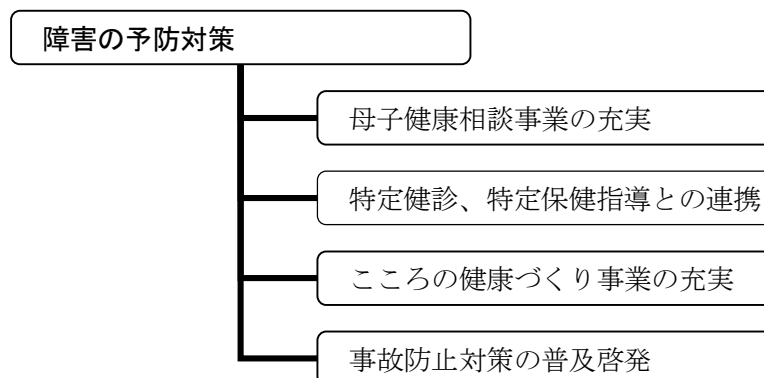 障害の予防対策
母子健康相談事業の充実
特定健診、特定保健指導との連携
こころの健康づくり事業の充実
事故防止対策の普及啓発